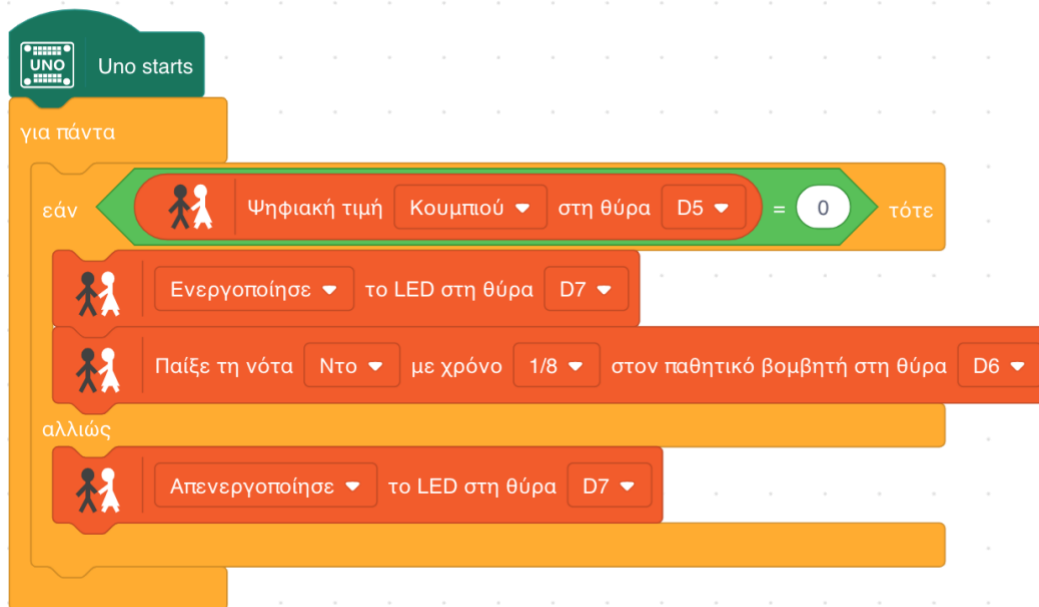 UNO Uno starts
για πάντα
εάν Ψηφιακή τιμή Κουμπιού στη θύρα D5 = 0 τότε
Ενεργοποίησε το LED στη θύρα D7
Παίξε τη νότα Ντο με χρόνο 1/8 στον παθητικό βομβητή στη θύρα D6
αλλιώς
Απενεργοποίησε το LED στη θύρα D7